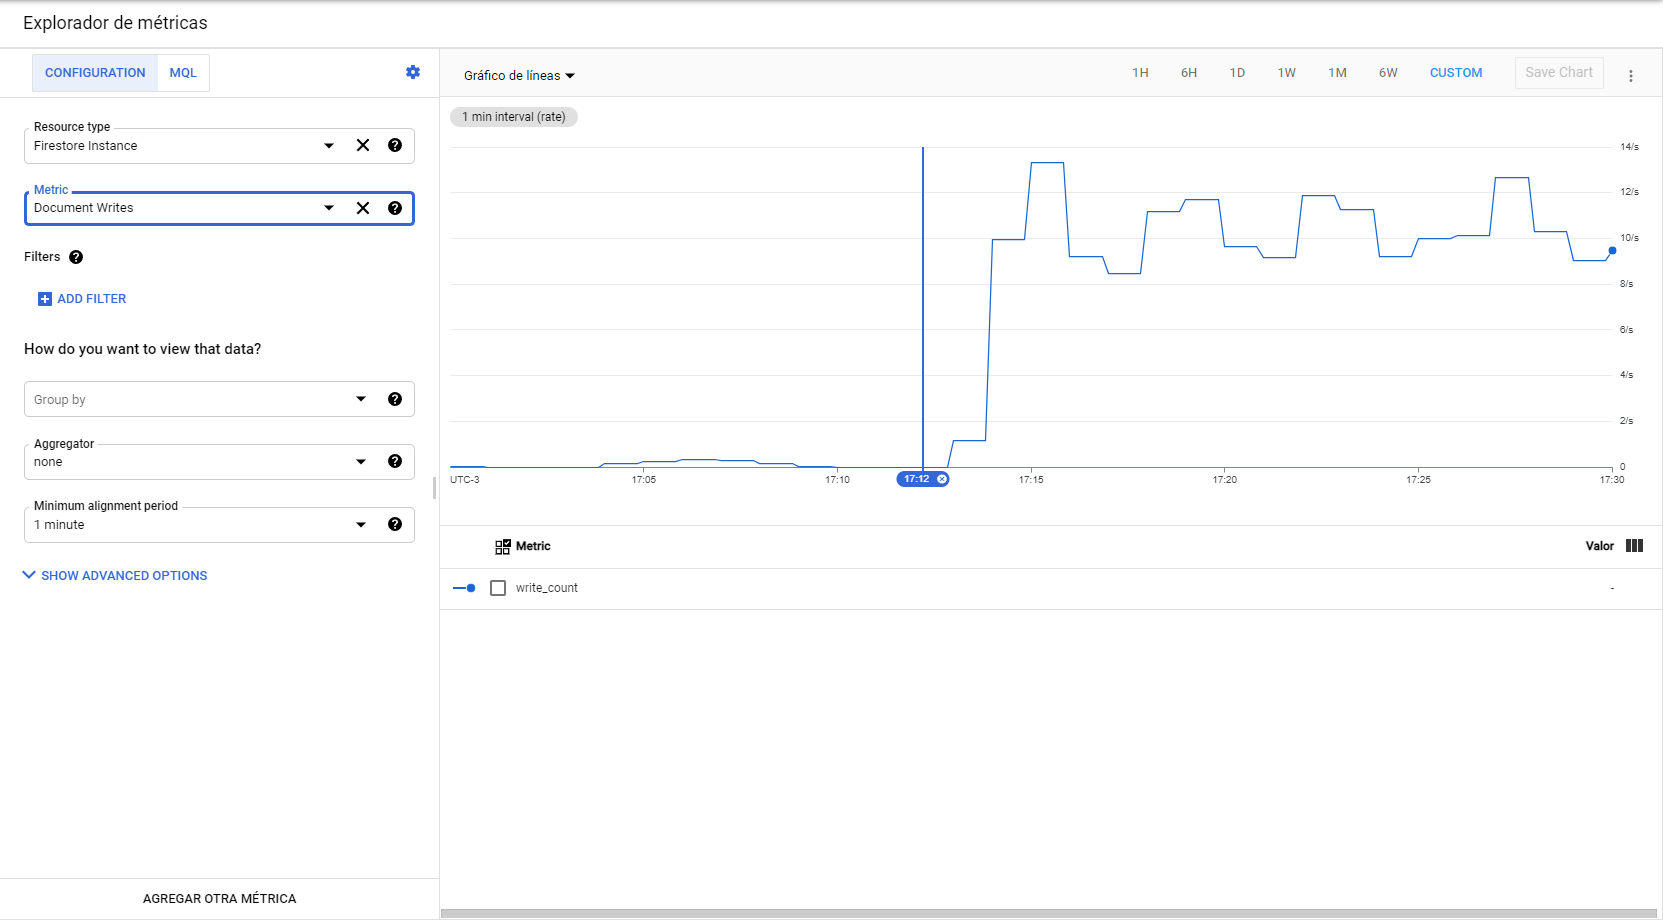 Explorador de métricas
CONFIGURATION MQL
Resource type
Firestore Instance
Metric
Document Writes
Filters
ADD FILTER
How do you want to view that data?
Group by
Aggregator
none
Minimum alignment period
1 minute
SHOW ADVANCED OPTIONS
AGREGAR OTRA MÉTRICA
Gráfico de líneas
1H 6H 1D 1W 1M 6W CUSTOM Save Chart
1 min interval (rate)
14/s
12/s
10/s
8/s
6/s
4/s
2/s
0
UTC-3 17:05 17:10 17:12 17:15 17:20 17:25 17:30
Metric Valor
write_count -